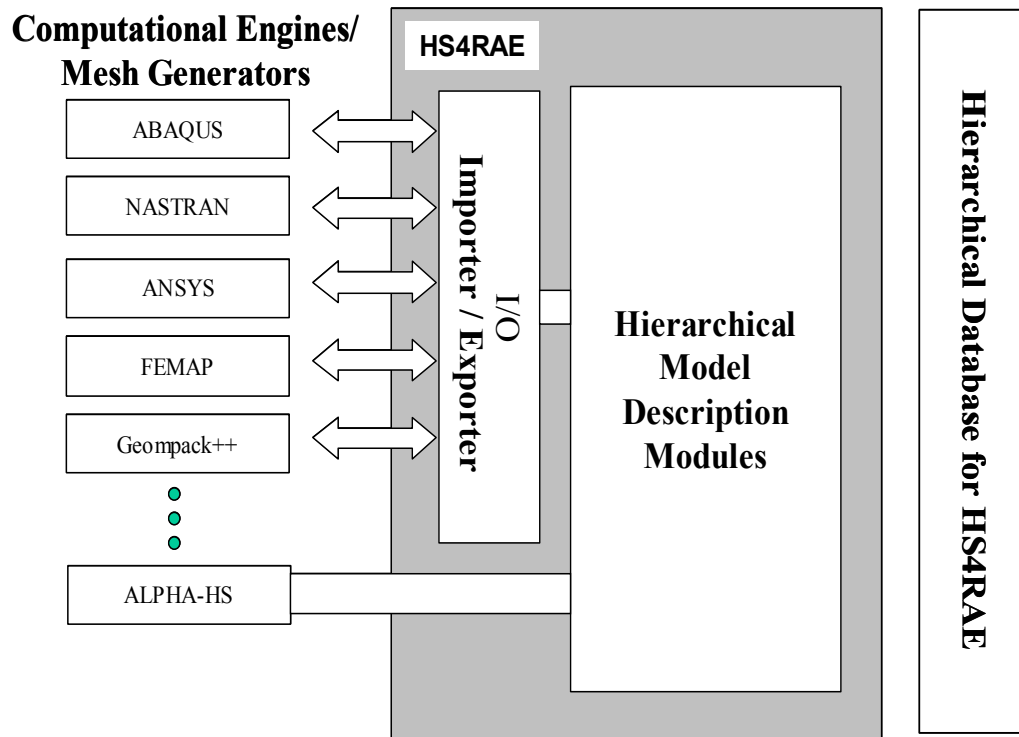 Computational Engines/
Mesh Generators
ABAQUS
NASTRAN
ANSYS
FEMAP
Geompack++
ALPHA-HS
HS4RAE
I/O
Importer / Exporter
Hierarchical
Model
Description
Modules
Hierarchical Database for HS4RAE